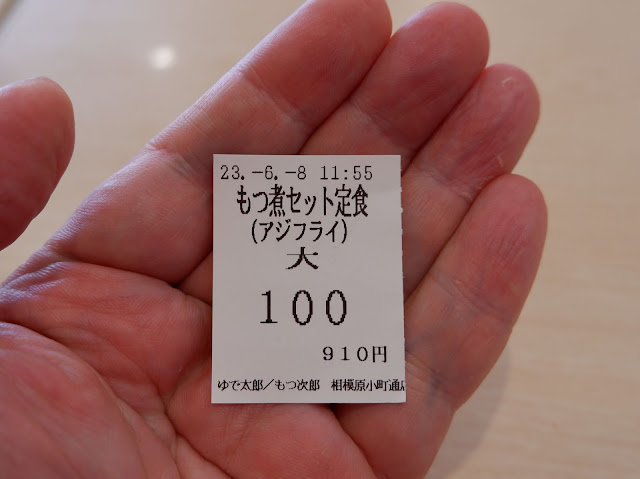 23.-6.-8 11:55
もつ煮セット定食
(アジフライ)
大
100
910円
ゆで太郎/もつ次郎 相模原小町通店